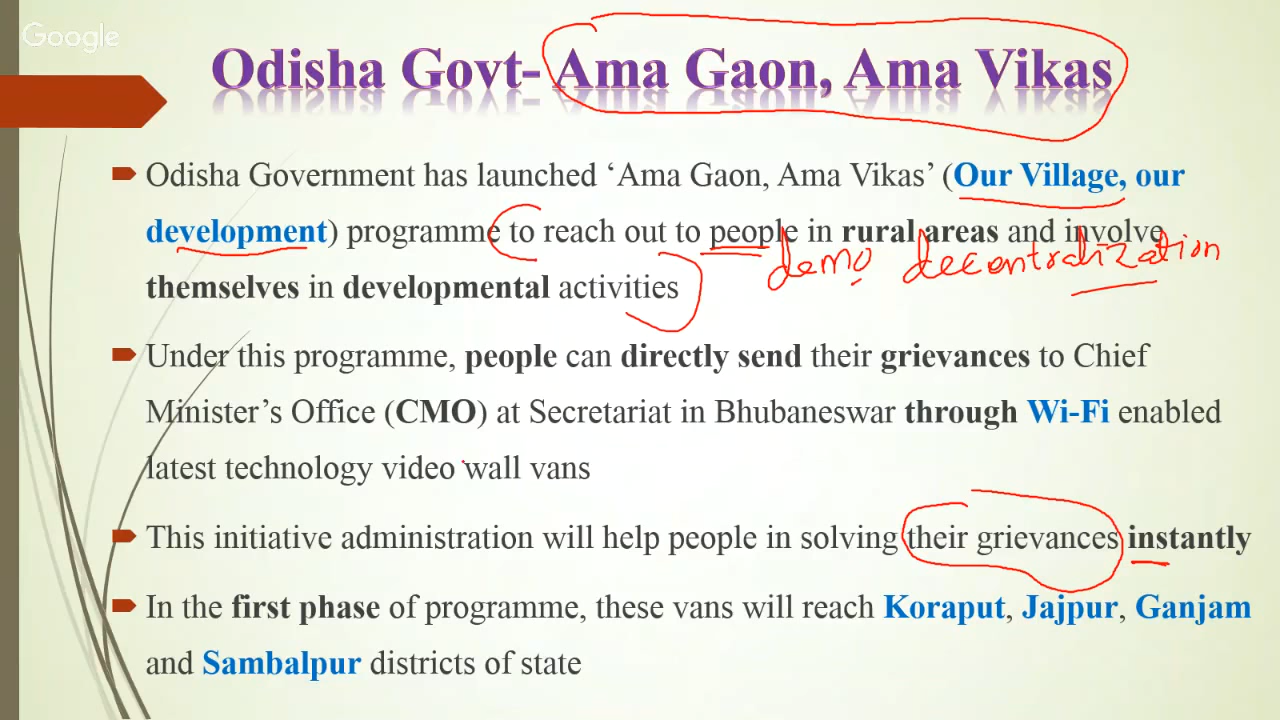 Google
Odisha Govt- Ama Gaon, Ama Vikas
Odisha Government has launched ‘Ama Gaon, Ama Vikas’ (Our Village, our
development) programme to reach out to people in rural areas and involve
demo decentralization
themselves in developmental activities
Under this programme, people can directly send their grievances to Chief
Minister’s Office (CMO) at Secretariat in Bhubaneswar through Wi-Fi enabled
latest technology video wall vans
This initiative administration will help people in solving their grievances instantly
In the first phase of programme, these vans will reach Koraput, Jajpur, Ganjam
and Sambalpur districts of state